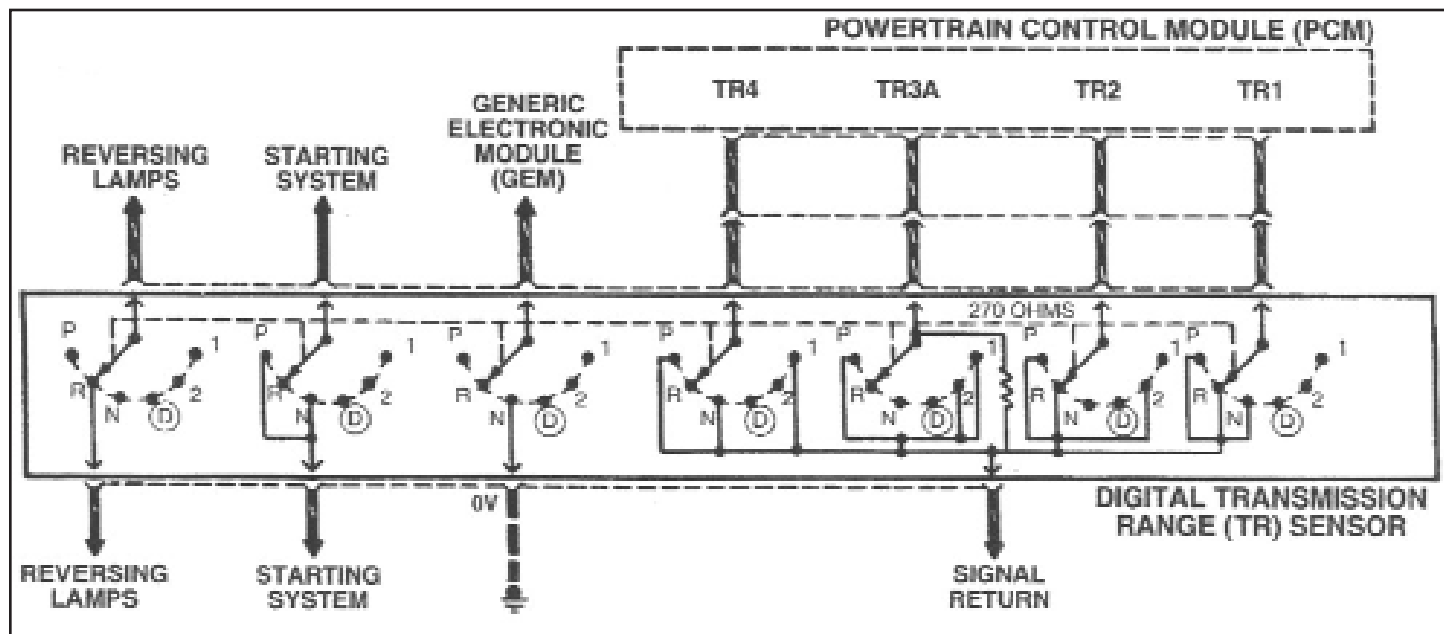 POWERTRAIN CONTROL MODULE (PCM)
TR4 TR3A TR2 TR1
GENERIC
ELECTRONIC
MODULE
(GEM)
REVERSING
LAMPS
STARTING
SYSTEM
270 OHMS
P R N D 2 1
P R N D 2 1
P R N D 2 1
P R N D 2 1
P R N D 2 1
P R N D 2 1
P R N D 2 1
0V
DIGITAL TRANSMISSION
RANGE (TR) SENSOR
REVERSING
LAMPS
STARTING
SYSTEM
SIGNAL
RETURN